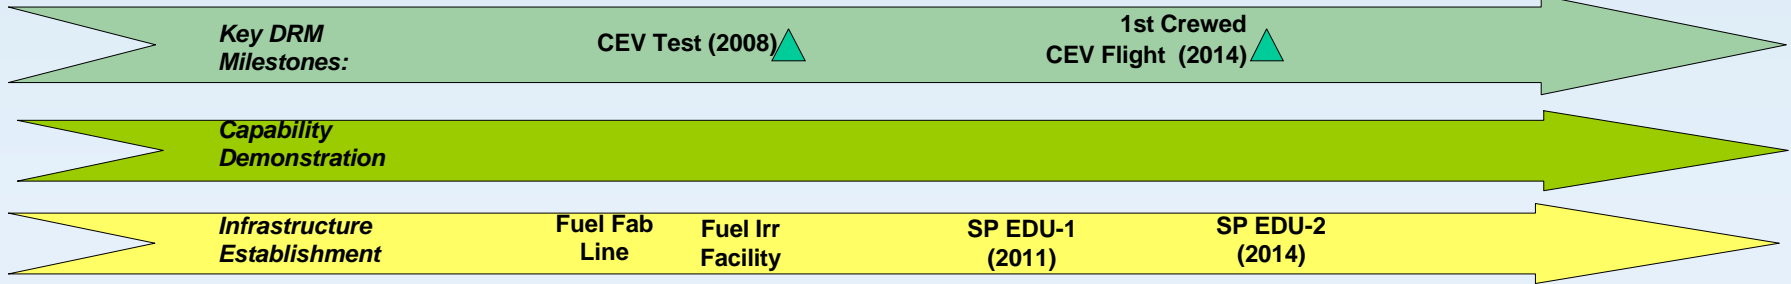 Key DRM
Milestones:
CEV Test (2008)
1st Crewed
CEV Flight  (2014)
Capability
Demonstration
Infrastructure
Establishment
Fuel Fab
Line
Fuel Irr
Facility
SP EDU-1
(2011)
SP EDU-2
(2014)